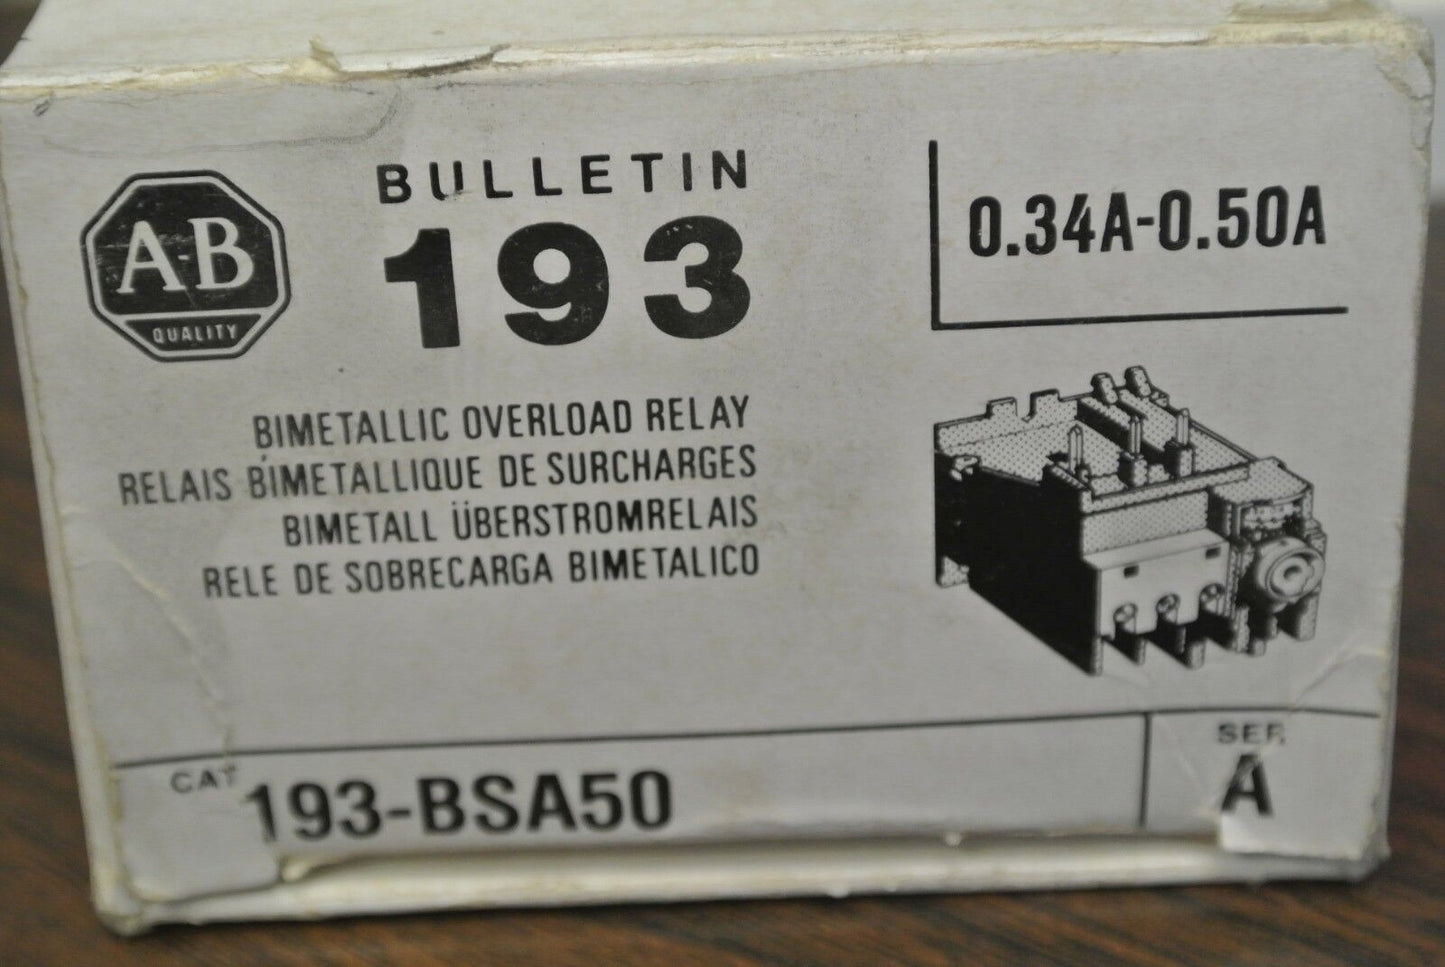 A-B
QUALITY
BULLETIN
193
0.34A-0.50A
BIMETALLIC OVERLOAD RELAY
RELAIS BIMETALLIQUE DE SURCHARGES
BIMETALL ÜBERSTROMRELAIS
RELE DE SOBRECARGA BIMETALICO
CAT
193-BSA50
SER
A